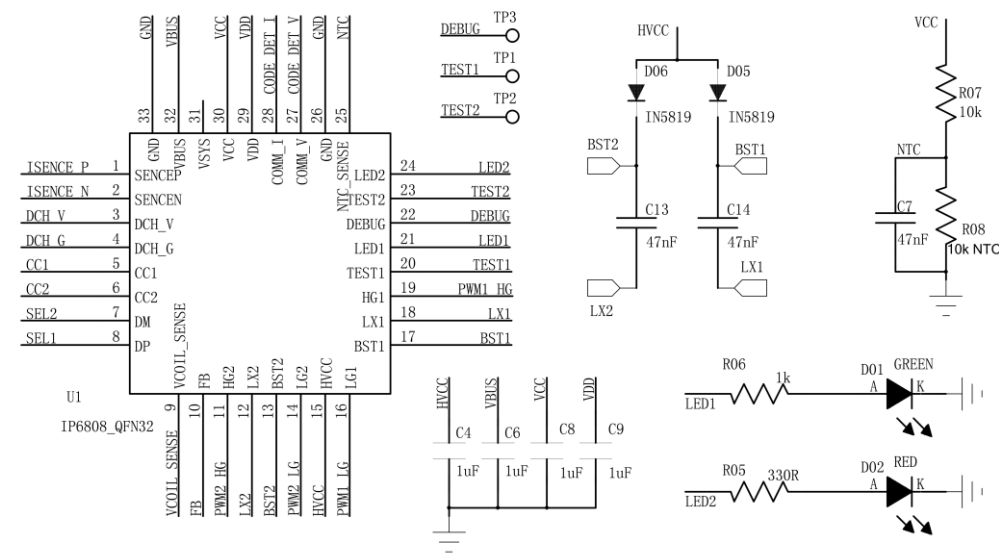 GND
VBUS
VCC
VDD
CODE_DET_I
CODE_DET_V
GND
NTC
33
32
31
30
29
28
27
26
25
GND
VBUS
VSYS
VCC
VDD
COMM_I
COMM_V
GND
NTC_SENSE
ISENCE_P 1 SENCEP
ISENCE_N 2 SENCEN
DCH_V 3 DCH_V
DCH_G 4 DCH_G
CC1 5 CC1
CC2 6 CC2
SEL2 7 DM
SEL1 8 DP
LED2 24 LED2
TEST2 23 TEST2
DEBUG 22 DEBUG
LED1 21 LED1
TEST1 20 TEST1
HG1 19 PWM1_HG
LX1 18 LX1
BST1 17 BST1
VCOIL_SENSE
FB
HG2
LX2
BST2
LG2
HVCC
LG1
9
10
11
12
13
14
15
16
VCOIL_SENSE
FB
PWM2_HG
LX2
BST2
PWM2_LG
HVCC
PWM1_LG
U1
IP6808_QFN32
TP3
DEBUG
TP1
TEST1
TP2
TEST2
HVCC
D06
D05
IN5819
IN5819
BST2
BST1
C13
C14
47nF
47nF
LX1
LX2
VCC
R07
10k
NTC
C7
47nF
R08
10k NTC
HVCC
VBUS
VCC
VDD
C4
C6
C8
C9
1uF
1uF
1uF
1uF
R06
1k
D01
GREEN
A
K
LED1
R05
330R
D02
RED
A
K
LED2